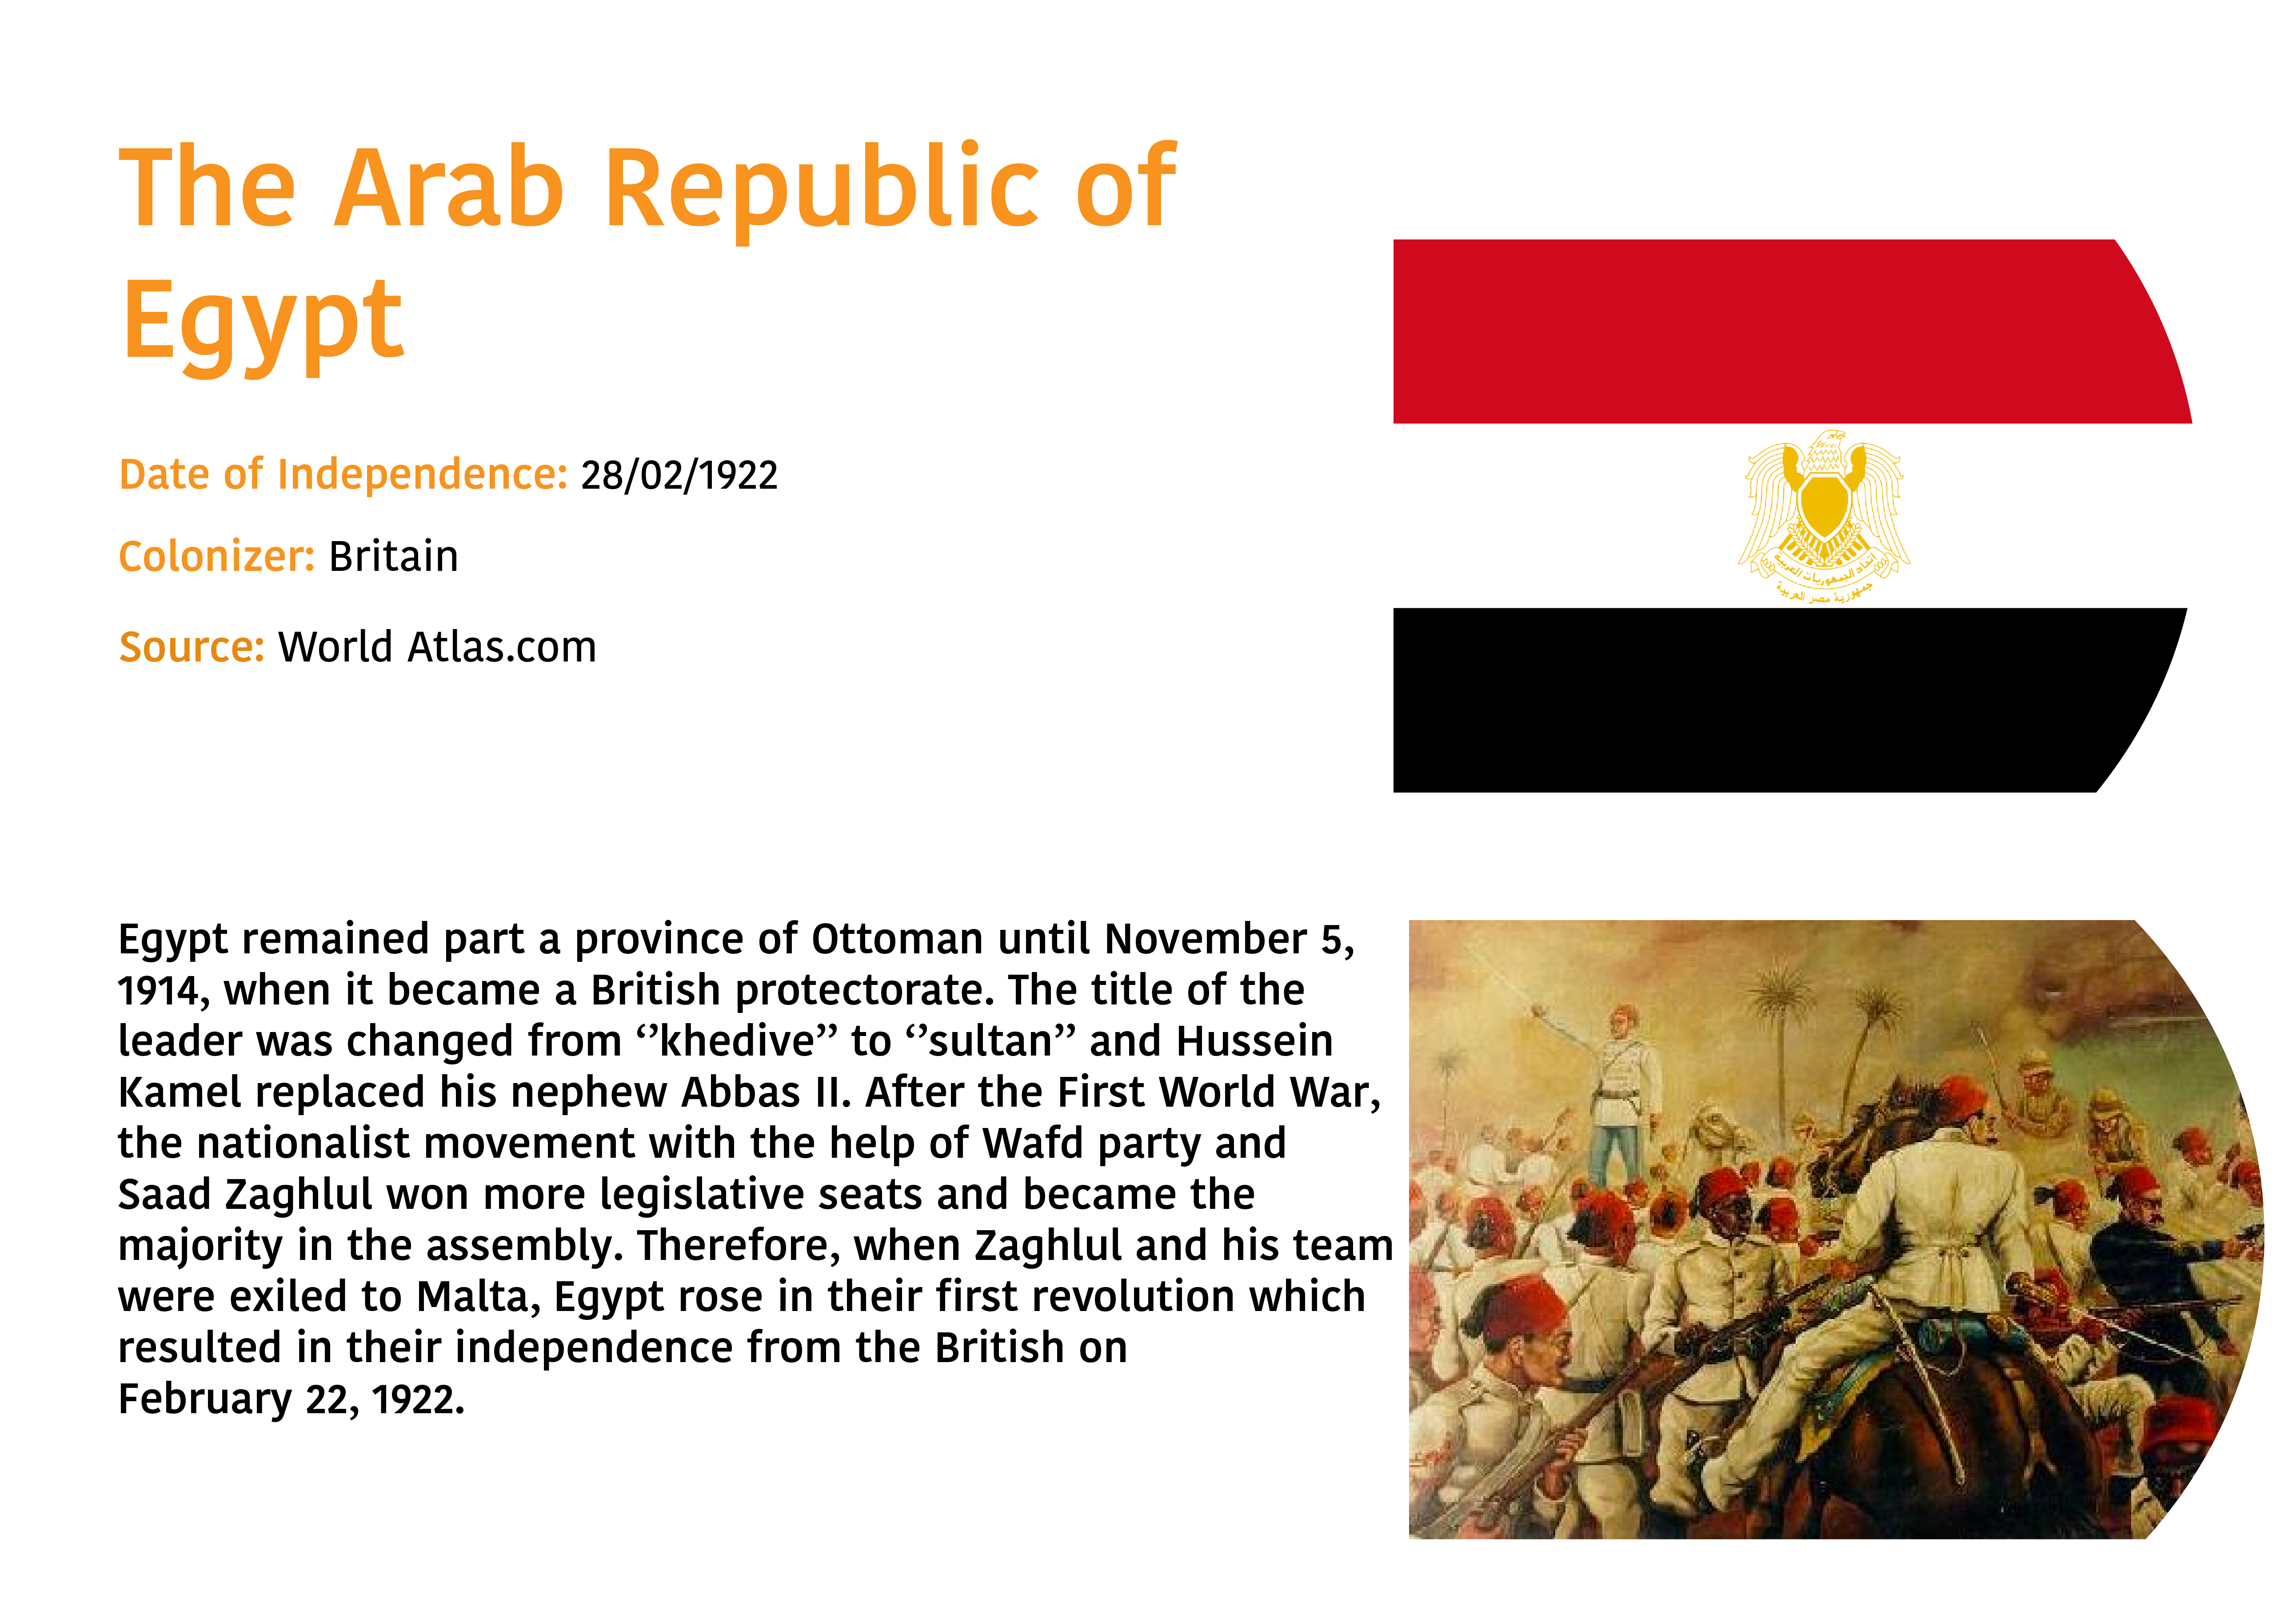 The Arab Republic of
Egypt
Date of Independence: 28/02/1922
Colonizer: Britain
Source: World Atlas.com
اتحاد الجمهوريات العربية
جمهورية مصر العربية
Egypt remained part a province of Ottoman until November 5,
1914, when it became a British protectorate. The title of the
leader was changed from ‘’khedive’’ to ‘’sultan’’ and Hussein
Kamel replaced his nephew Abbas II. After the First World War,
the nationalist movement with the help of Wafd party and
Saad Zaghlul won more legislative seats and became the
majority in the assembly. Therefore, when Zaghlul and his team
were exiled to Malta, Egypt rose in their first revolution which
resulted in their independence from the British on
February 22, 1922.